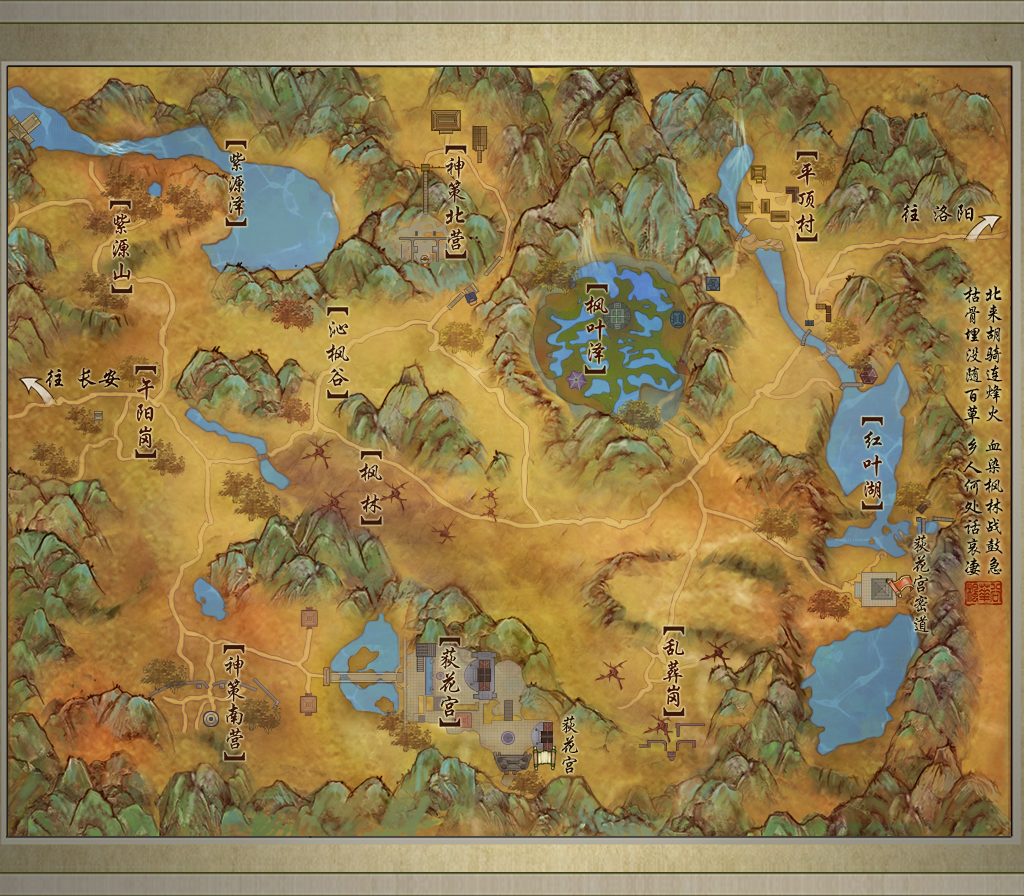 【紫源泽】
【紫源山】
【神策北营】
【平顶村】
往 洛阳
【枫叶泽】
【沁枫谷】
往 长安
【午阳岗】
【枫林】
【红叶湖】
北来胡骑连烽火 血染枫林战鼓急
枯骨埋没随百草 乡人何处话哀凄
荻花宫密道
【神策南营】
【荻花宫】
荻花宫
【乱葬岗】